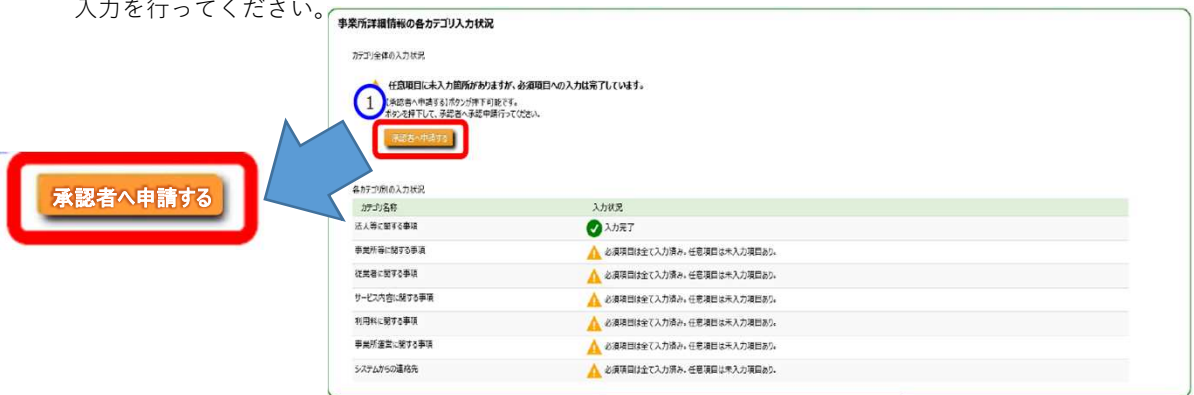 入力を行ってください。
事業所詳細情報の各カテゴリ入力状況
カテゴリ全体の入力状況
任意項目に未入力箇所がありますが、必須項目への入力は完了しています。
1
[承認者へ申請する]ボタンが押下可能です。
ボタンを押下して、承認者へ承認申請行ってください。
承認者へ申請する
承認者へ申請する
各カテゴリ別の入力状況
カテゴリ名称 入力状況
法人等に関する事項 入力完了
事業所等に関する事項 必須項目は全て入力済み。任意項目は未入力項目あり。
従業者に関する事項 必須項目は全て入力済み。任意項目は未入力項目あり。
サービス内容に関する事項 必須項目は全て入力済み。任意項目は未入力項目あり。
利用料に関する事項 必須項目は全て入力済み。任意項目は未入力項目あり。
事業所運営に関する事項 必須項目は全て入力済み。任意項目は未入力項目あり。
システムからの連絡先 必須項目は全て入力済み。任意項目は未入力項目あり。